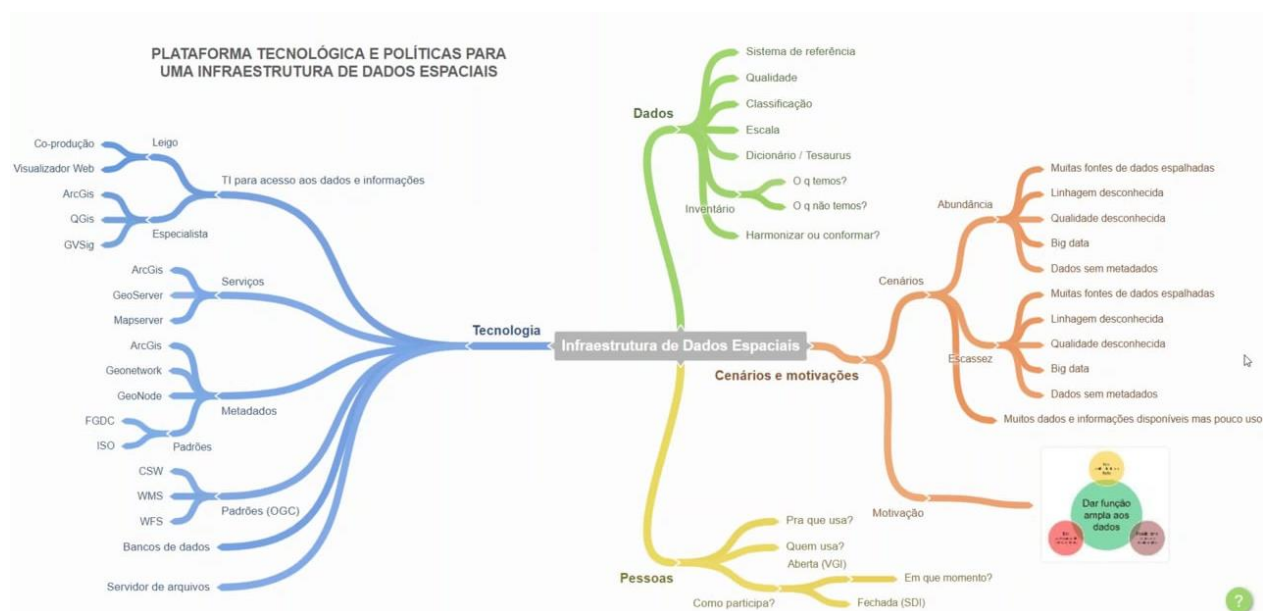 PLATAFORMA TECNOLÓGICA E POLÍTICAS PARA
UMA INFRAESTRUTURA DE DADOS ESPACIAIS
Infraestrutura de Dados Espaciais
Tecnologia
TI para acesso aos dados e informações
Leigo
Co-produção
Visualizador Web
Especialista
ArcGis
QGis
GVSig
Serviços
ArcGis
GeoServer
Mapserver
Metadados
ArcGis
Geonetwork
GeoNode
Padrões
FGDC
ISO
Padrões (OGC)
CSW
WMS
WFS
Bancos de dados
Servidor de arquivos
Dados
Sistema de referência
Qualidade
Classificação
Escala
Dicionário / Tesaurus
Inventário
O q temos?
O q não temos?
Harmonizar ou conformar?
Cenários e motivações
Cenários
Abundância
Muitas fontes de dados espalhadas
Linhagem desconhecida
Qualidade desconhecida
Big data
Dados sem metadados
Escassez
Muitas fontes de dados espalhadas
Linhagem desconhecida
Qualidade desconhecida
Big data
Dados sem metadados
Muitos dados e informações disponíveis mas pouco uso
Motivação
Dar função
ampla aos
dados
Pessoas
Pra que usa?
Quem usa?
Como participa?
Aberta (VGI)
Em que momento?
Fechada (SDI)
?